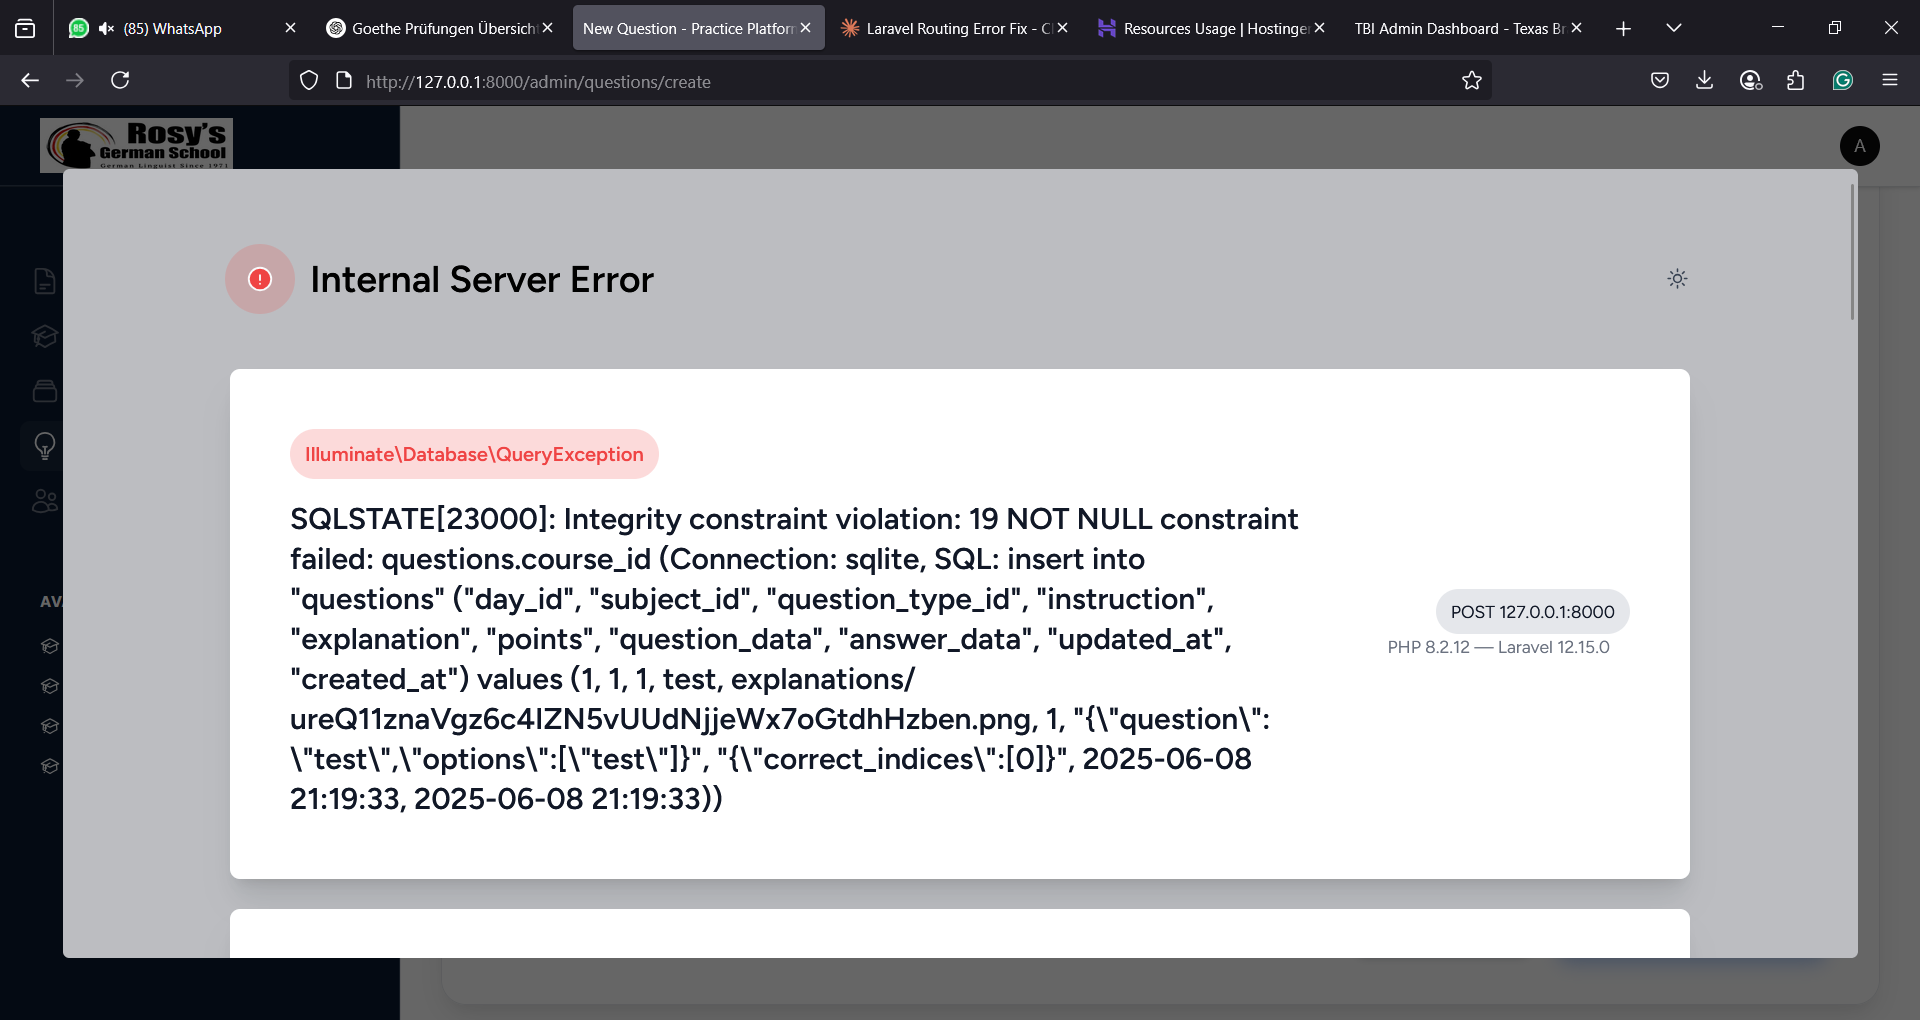 (85) WhatsApp
Goethe Prüfungen Übersicht
New Question - Practice Platform
Laravel Routing Error Fix - Cl
Resources Usage | Hostinger
TBI Admin Dashboard - Texas Br
http://127.0.0.1:8000/admin/questions/create
Rosy's
German School
German Linguist Since 1971
A
Internal Server Error
Illuminate\Database\QueryException
SQLSTATE[23000]: Integrity constraint violation: 19 NOT NULL constraint
failed: questions.course_id (Connection: sqlite, SQL: insert into
"questions" ("day_id", "subject_id", "question_type_id", "instruction",
"explanation", "points", "question_data", "answer_data", "updated_at",
"created_at") values (1, 1, 1, test, explanations/
ureQ11znaVgz6c4IZN5vUUdNjjeWx7oGtdhHzben.png, 1, "{\"question\":
\"test\",\"options\":[\"test\"]}", "{\"correct_indices\":[0]}", 2025-06-08
21:19:33, 2025-06-08 21:19:33))
POST 127.0.0.1:8000
PHP 8.2.12 — Laravel 12.15.0
AV